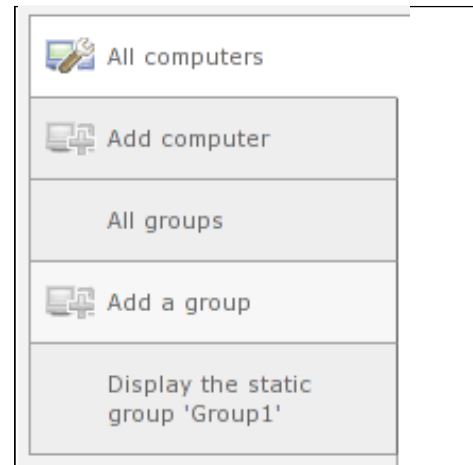 All computers
Add computer
All groups
Add a group
Display the static
group 'Group1'